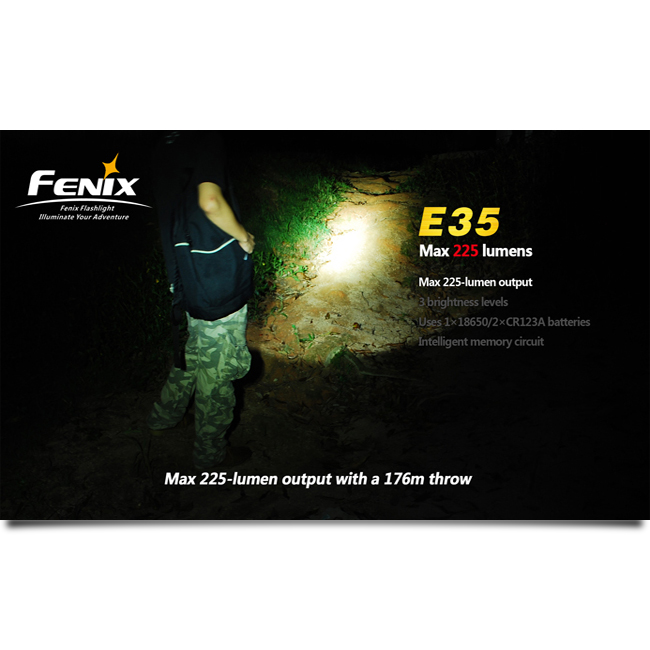 FENIX
Fenix Flashlight
Illuminate Your Adventure
E35
Max 225 lumens
Max 225-lumen output
3 brightness levels
Uses 1×18650/2×CR123A batteries
Intelligent memory circuit
Max 225-lumen output with a 176m throw